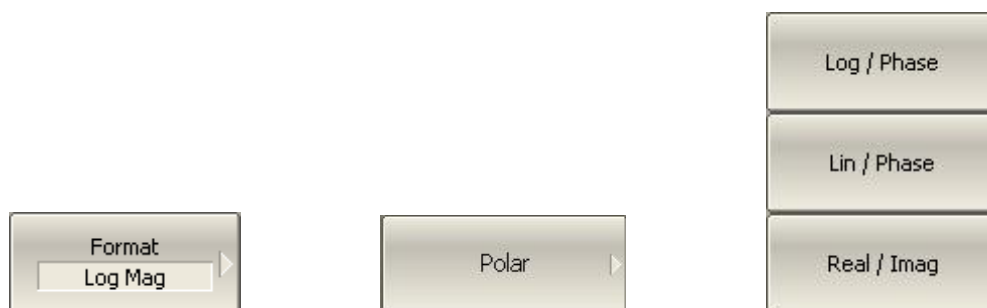 Format
Log Mag
Polar
Log / Phase
Lin / Phase
Real / Imag